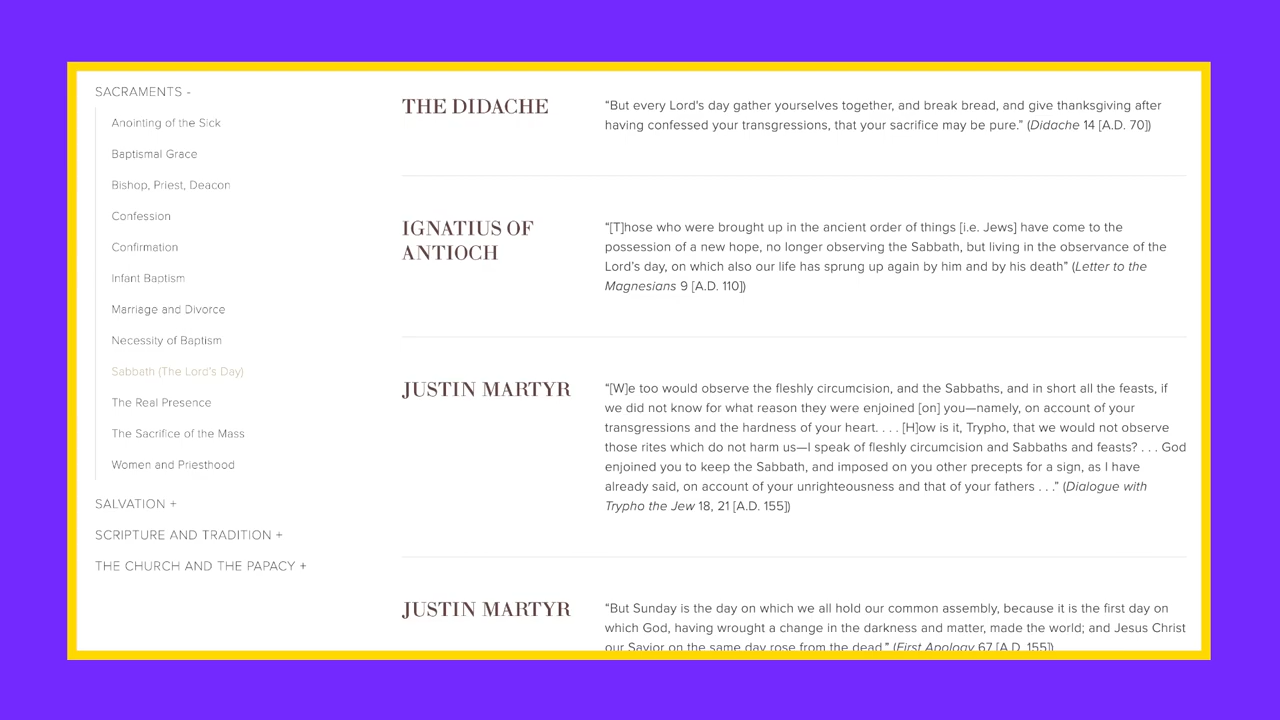 SACRAMENTS -
Anointing of the Sick
Baptismal Grace
Bishop, Priest, Deacon
Confession
Confirmation
Infant Baptism
Marriage and Divorce
Necessity of Baptism
Sabbath (The Lord's Day)
The Real Presence
The Sacrifice of the Mass
Women and Priesthood
SALVATION +
SCRIPTURE AND TRADITION +
THE CHURCH AND THE PAPACY +
THE DIDACHE
“But every Lord's day gather yourselves together, and break bread, and give thanksgiving after
having confessed your transgressions, that your sacrifice may be pure.” (Didache 14 [A.D. 70])
IGNATIUS OF
ANTIOCH
“[T]hose who were brought up in the ancient order of things [i.e. Jews] have come to the
possession of a new hope, no longer observing the Sabbath, but living in the observance of the
Lord’s day, on which also our life has sprung up again by him and by his death” (Letter to the
Magnesians 9 [A.D. 110])
JUSTIN MARTYR
“[W]e too would observe the fleshly circumcision, and the Sabbaths, and in short all the feasts, if
we did not know for what reason they were enjoined [on] you—namely, on account of your
transgressions and the hardness of your heart. . . . [H]ow is it, Trypho, that we would not observe
those rites which do not harm us—I speak of fleshly circumcision and Sabbaths and feasts? . . . God
enjoined you to keep the Sabbath, and imposed on you other precepts for a sign, as I have
already said, on account of your unrighteousness and that of your fathers . . .” (Dialogue with
Trypho the Jew 18, 21 [A.D. 155])
JUSTIN MARTYR
“But Sunday is the day on which we all hold our common assembly, because it is the first day on
which God, having wrought a change in the darkness and matter, made the world; and Jesus Christ
our Savior on the same day rose from the dead.” (First Apology 67 [A.D. 155])